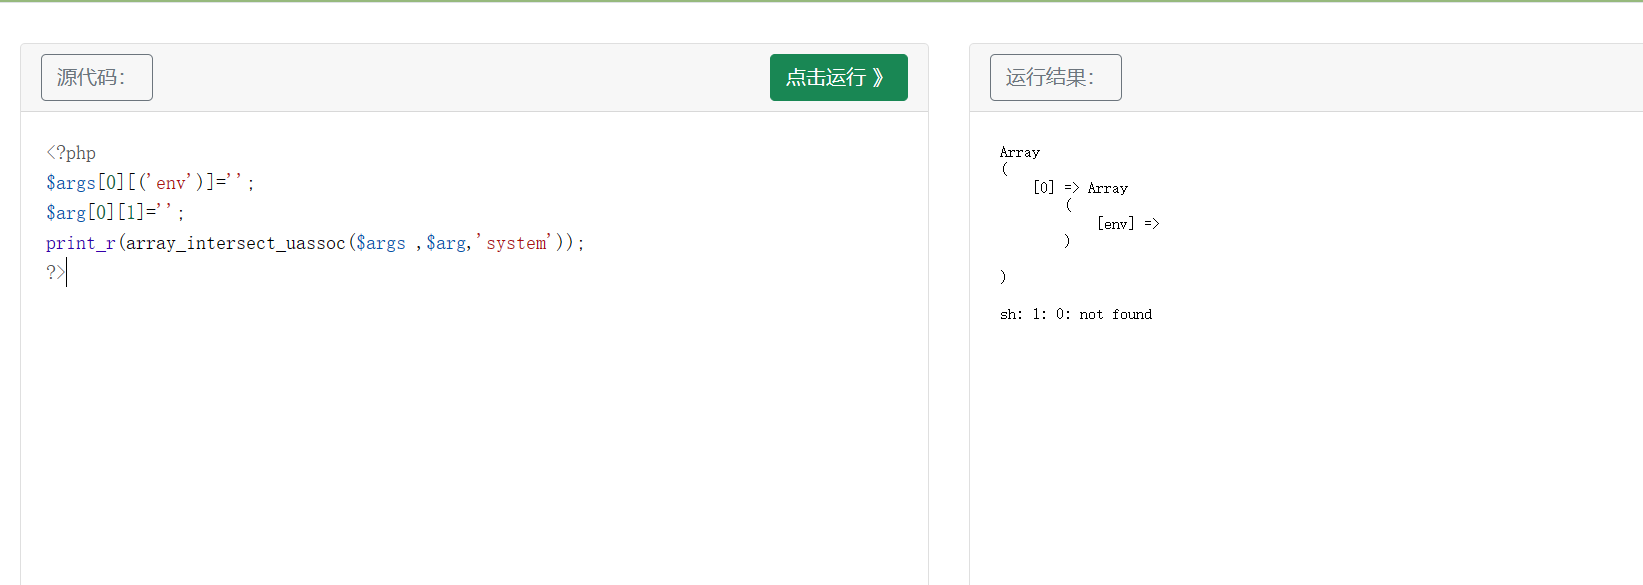 源代码：
点击运行 》
<?php
$args[0][('env')]='';
$arg[0][1]='';
print_r(array_intersect_uassoc($args ,$arg,'system'));
?>
运行结果：
Array
(
    [0] => Array
        (
            [env] =>
        )

)

sh: 1: 0: not found